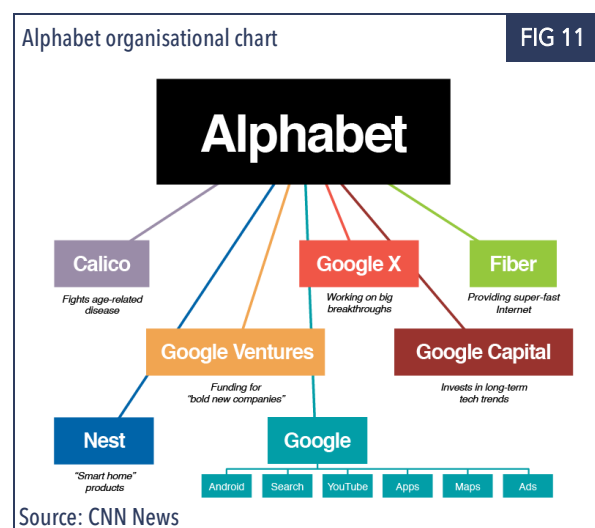 Alphabet organisational chart
FIG 11
Alphabet
Calico
Fights age-related
disease
Google X
Working on big
breakthroughs
Fiber
Providing super-fast
Internet
Google Ventures
Funding for
“bold new companies”
Google Capital
Invests in long-term
tech trends
Nest
“Smart home”
products
Google
Android
Search
YouTube
Apps
Maps
Ads
Source: CNN News